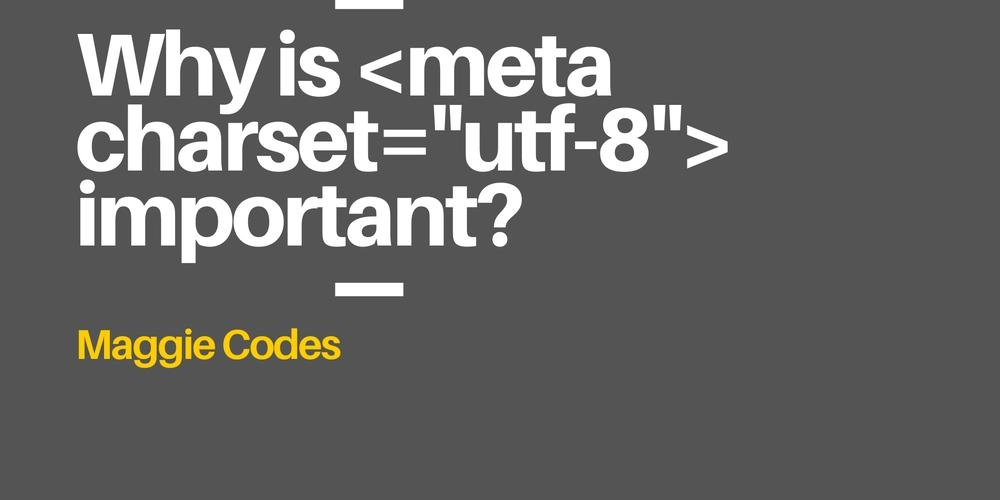 Why is <meta
charset="utf-8">
important?
Maggie Codes